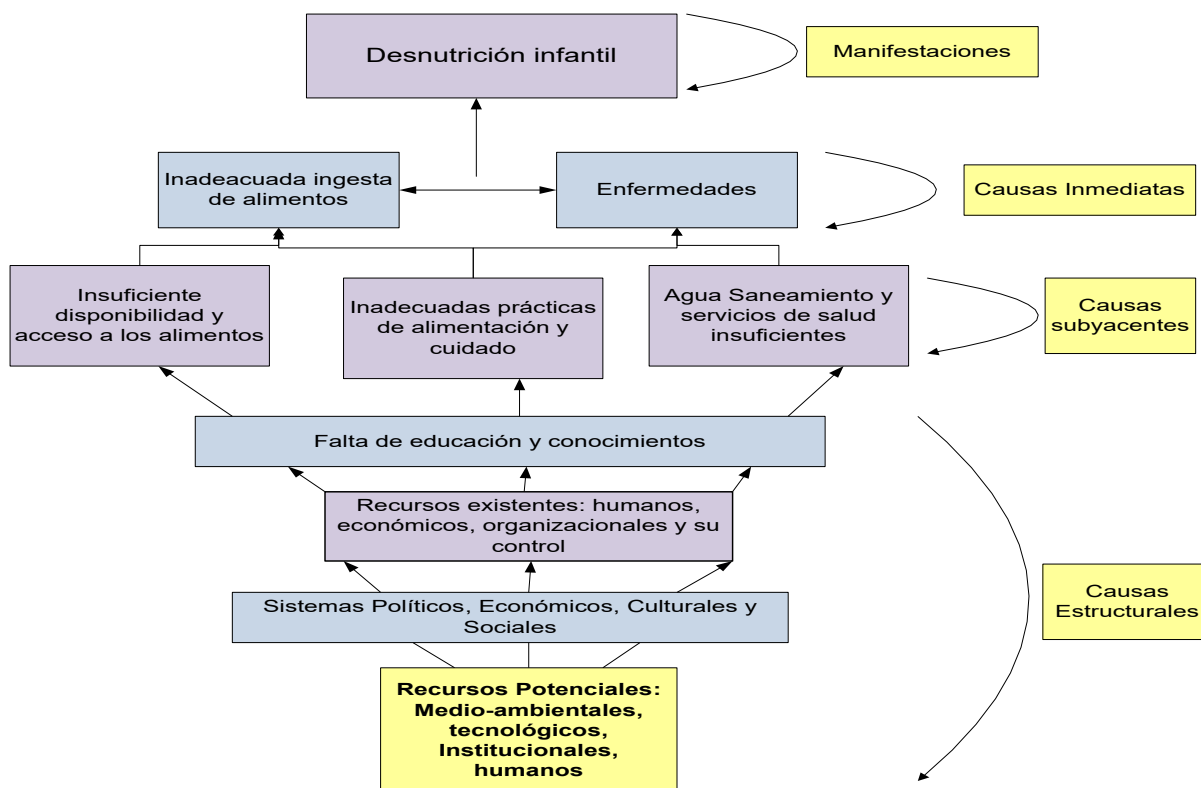 Desnutrición infantil
Manifestaciones
Inadeacuada ingesta
de alimentos
Enfermedades
Causas Inmediatas
Insuficiente
disponibilidad y
acceso a los alimentos
Inadecuadas prácticas
de alimentación y
cuidado
Agua Saneamiento y
servicios de salud
insuficientes
Causas
subyacentes
Falta de educación y conocimientos
Recursos existentes: humanos,
económicos, organizacionales y su
control
Sistemas Políticos, Económicos, Culturales y
Sociales
Causas
Estructurales
Recursos Potenciales:
Medio-ambientales,
tecnológicos,
Institucionales,
humanos